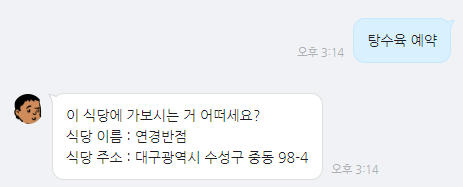 탕수육 예약
오후 3:14
이 식당에 가보시는 거 어떠세요?
식당 이름 : 연경반점
식당 주소 : 대구광역시 수성구 중동 98-4
오후 3:14